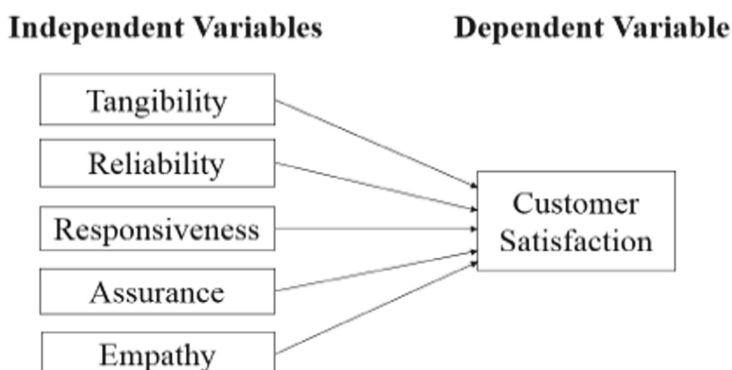 Independent Variables
Dependent Variable
Tangibility
Reliability
Responsiveness
Assurance
Empathy
Customer
Satisfaction